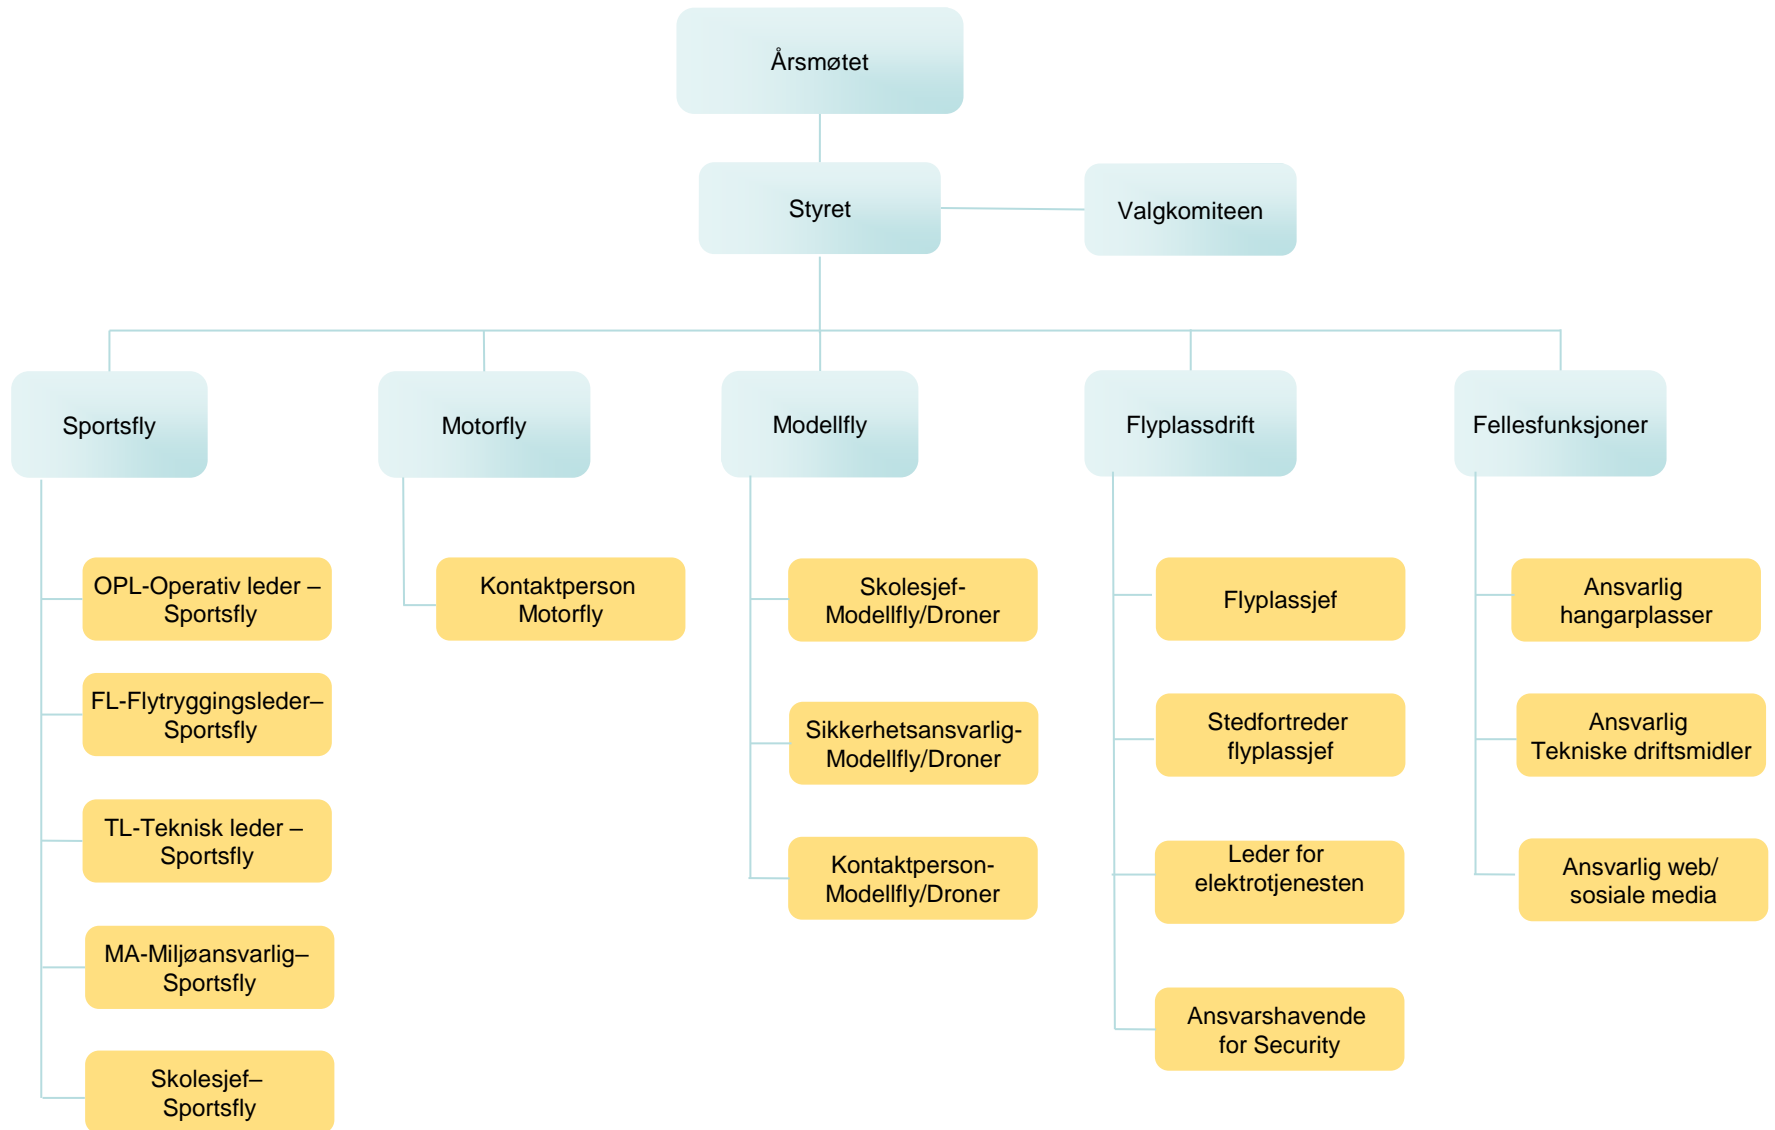 Årsmøtet
Styret
Valgkomiteen
Sportsfly
Motorfly
Modellfly
Flyplassdrift
Fellesfunksjoner
OPL-Operativ leder –
Sportsfly
FL-Flytryggingsleder–
Sportsfly
TL-Teknisk leder –
Sportsfly
MA-Miljøansvarlig–
Sportsfly
Skolesjef–
Sportsfly
Kontaktperson
Motorfly
Skolesjef-
Modellfly/Droner
Sikkerhetsansvarlig-
Modellfly/Droner
Kontaktperson-
Modellfly/Droner
Flyplassjef
Stedfortreder
flyplassjef
Leder for
elektrotjenesten
Ansvarshavende
for Security
Ansvarlig
hangarplasser
Ansvarlig
Tekniske driftsmidler
Ansvarlig web/
sosiale media